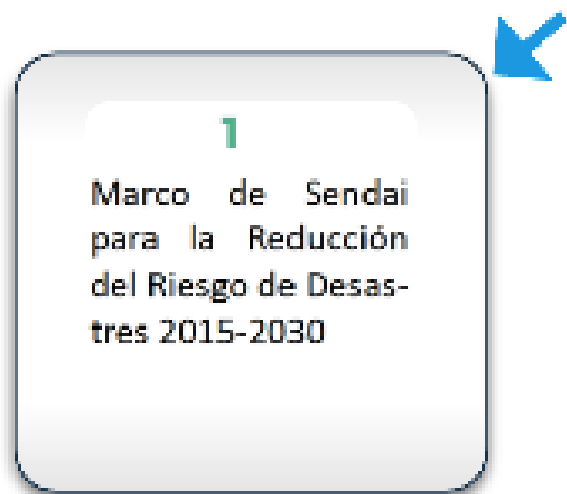 1
Marco de Sendai
para la Reducción
del Riesgo de Desas-
tres 2015-2030